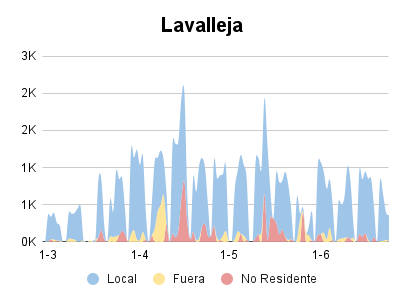 Lavalleja
3K
2K
2K
1K
1K
0K
1-3
1-4
1-5
1-6
Local
Fuera
No Residente